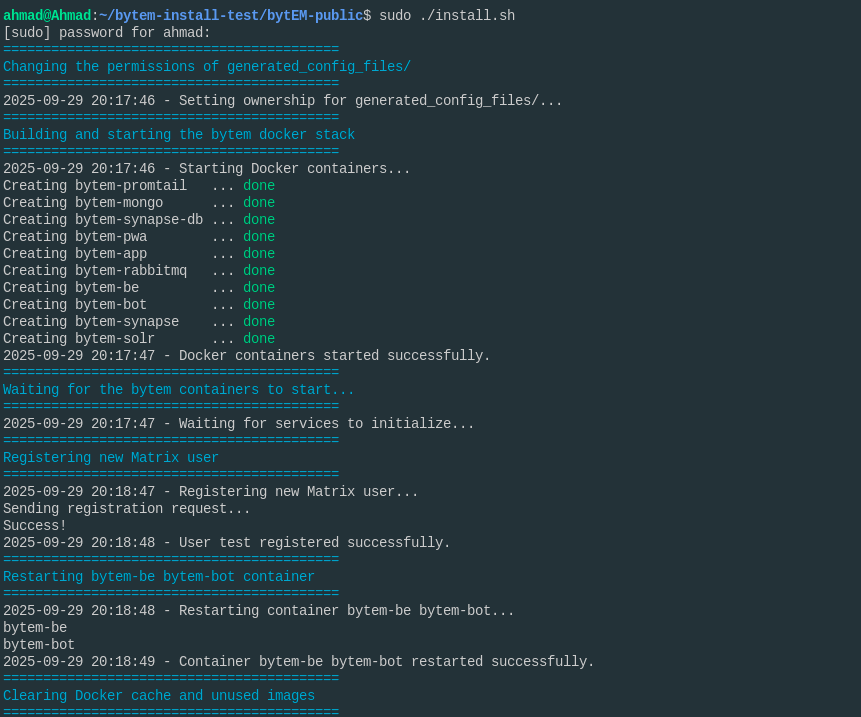 ahmad@Ahmad:~/bytem-install-test/bytEM-public$ sudo ./install.sh
[sudo] password for ahmad:
==========================================
Changing the permissions of generated_config_files/
==========================================
2025-09-29 20:17:46 - Setting ownership for generated_config_files/...
==========================================
Building and starting the bytem docker stack
==========================================
2025-09-29 20:17:46 - Starting Docker containers...
Creating bytem-promtail   ... done
Creating bytem-mongo      ... done
Creating bytem-synapse-db ... done
Creating bytem-pwa        ... done
Creating bytem-app        ... done
Creating bytem-rabbitmq   ... done
Creating bytem-be         ... done
Creating bytem-bot        ... done
Creating bytem-synapse    ... done
Creating bytem-solr       ... done
2025-09-29 20:17:47 - Docker containers started successfully.
==========================================
Waiting for the bytem containers to start...
==========================================
2025-09-29 20:17:47 - Waiting for services to initialize...
==========================================
Registering new Matrix user
==========================================
2025-09-29 20:18:47 - Registering new Matrix user...
Sending registration request...
Success!
2025-09-29 20:18:48 - User test registered successfully.
==========================================
Restarting bytem-be bytem-bot container
==========================================
2025-09-29 20:18:48 - Restarting container bytem-be bytem-bot...
bytem-be
bytem-bot
2025-09-29 20:18:49 - Container bytem-be bytem-bot restarted successfully.
==========================================
Clearing Docker cache and unused images
==========================================